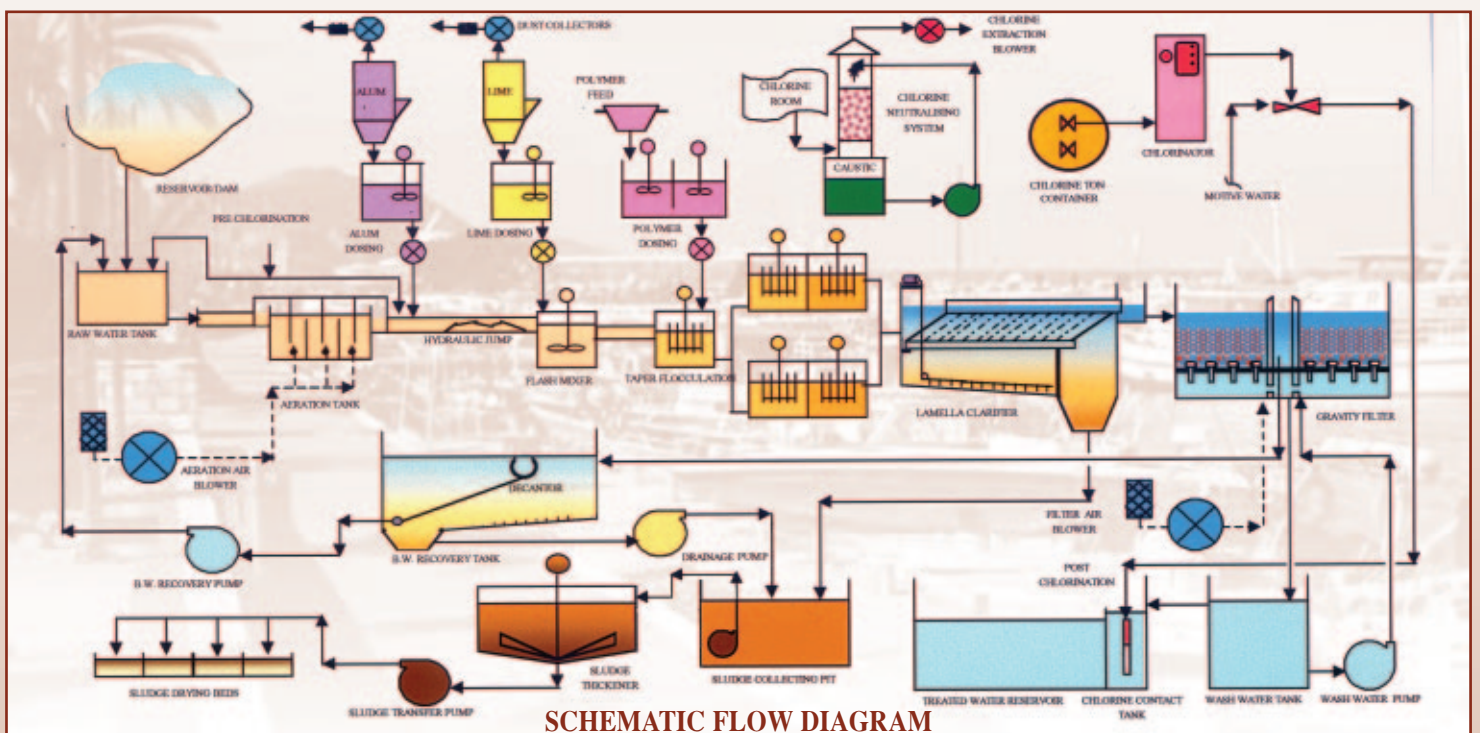 DUST COLLECTORS
CHLORINE
EXTRACTION
BLOWER
ALUM
LIME
POLYMER
FEED
CHLORINE
ROOM
CHLORINE
NEUTRALISING
SYSTEM
CAUSTIC
CHLORINATOR
CHLORINE TON
CONTAINER
MOTIVE WATER
RESERVOIR/DAM
PRE CHLORINATION
ALUM
DOSING
LIME DOSING
POLYMER
DOSING
RAW WATER TANK
HYDRAULIC JUMP
FLASH MIXER
TAPER FLOCCULATION
AERATION TANK
LAMELLA CLARIFIER
GRAVITY FILTER
AERATION AIR
BLOWER
DECANTOR
FILTER AIR
BLOWER
B.W. RECOVERY TANK
DRAINAGE PUMP
B.W. RECOVERY PUMP
POST
CHLORINATION
SLUDGE
THICKENER
SLUDGE COLLECTING PIT
SLUDGE DRYING BEDS
SLUDGE TRANSFER PUMP
TREATED WATER RESERVOIR
CHLORINE CONTACT
TANK
WASH WATER TANK
WASH WATER PUMP
SCHEMATIC FLOW DIAGRAM